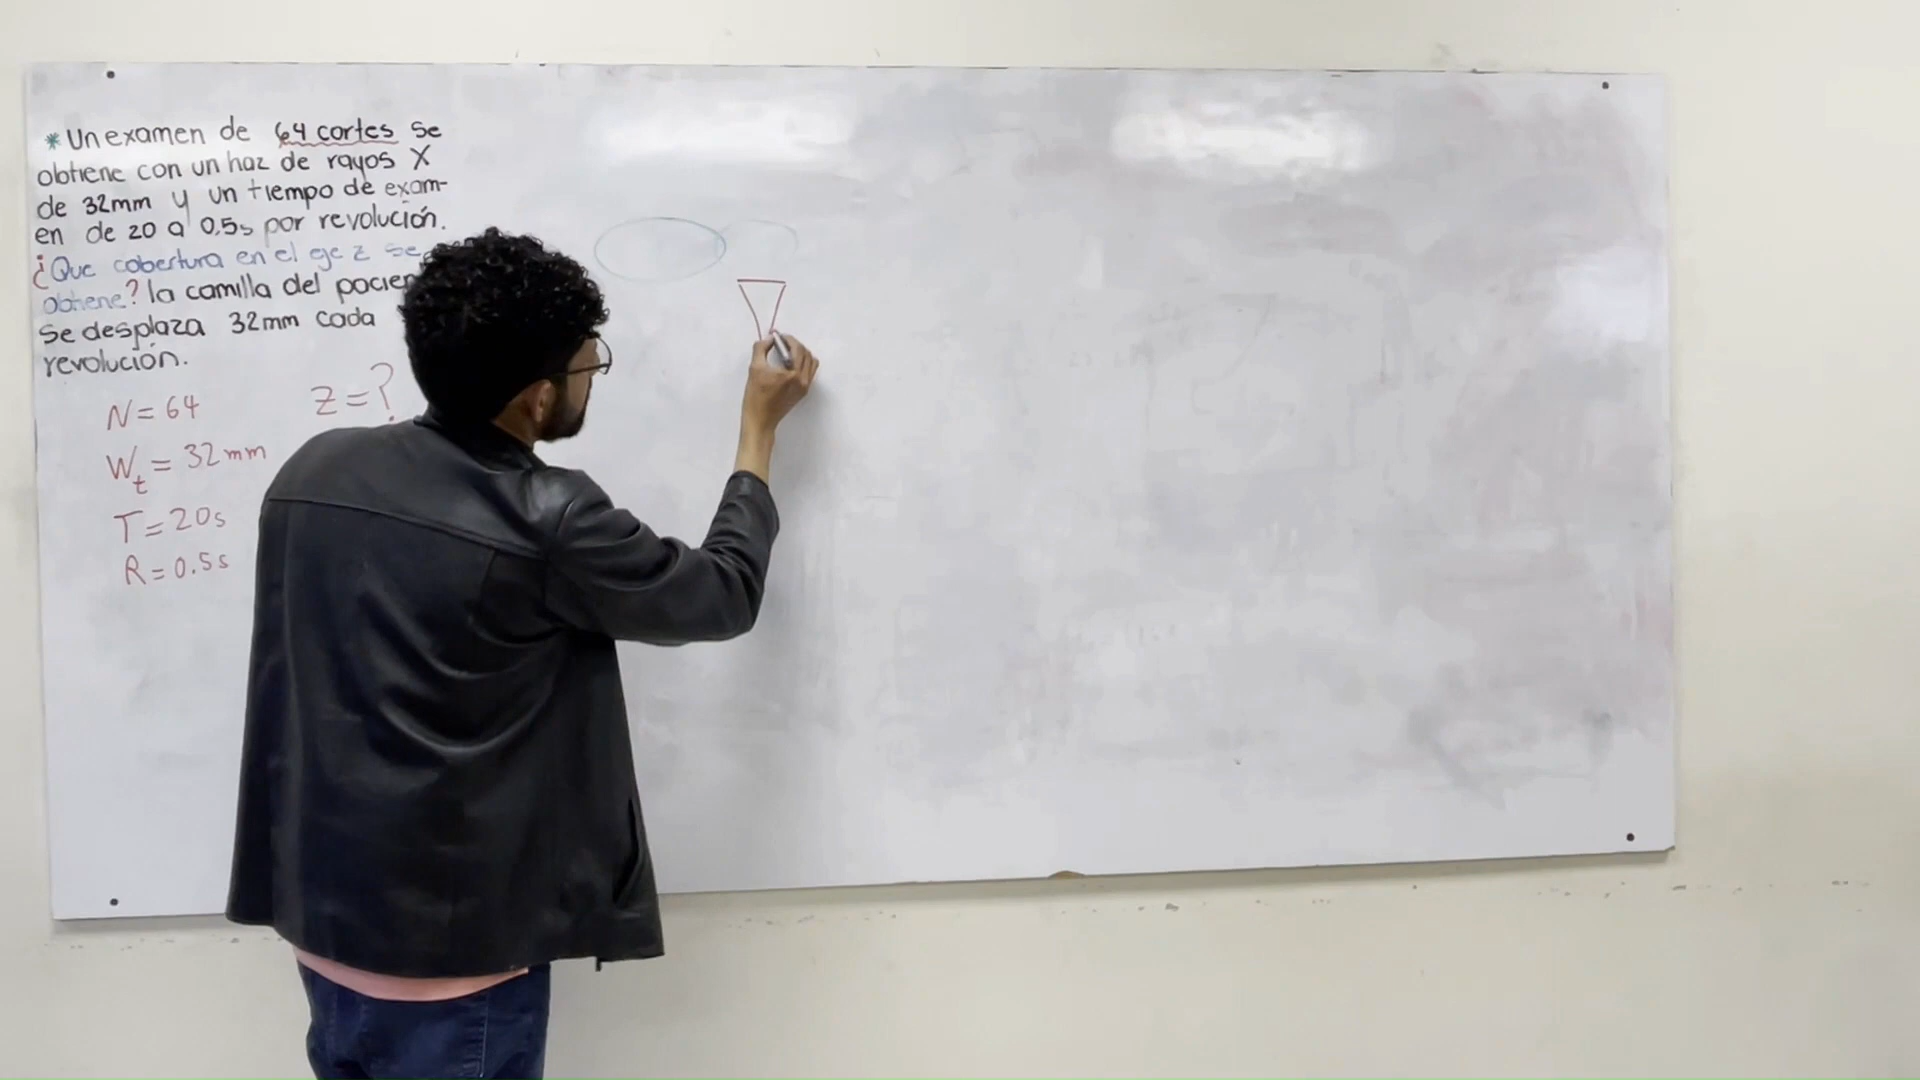 * Un examen de 64 cortes se
obtiene con un haz de rayos X
de 32mm y un tiempo de exam-
en de 20 a 0.5s por revolución.
¿Que cobertura en el eje z se
obtiene? la camilla del pacien
se desplaza 32mm cada
revolución.
N = 64
Z = ?
Wt = 32mm
T = 20s
R = 0.5s